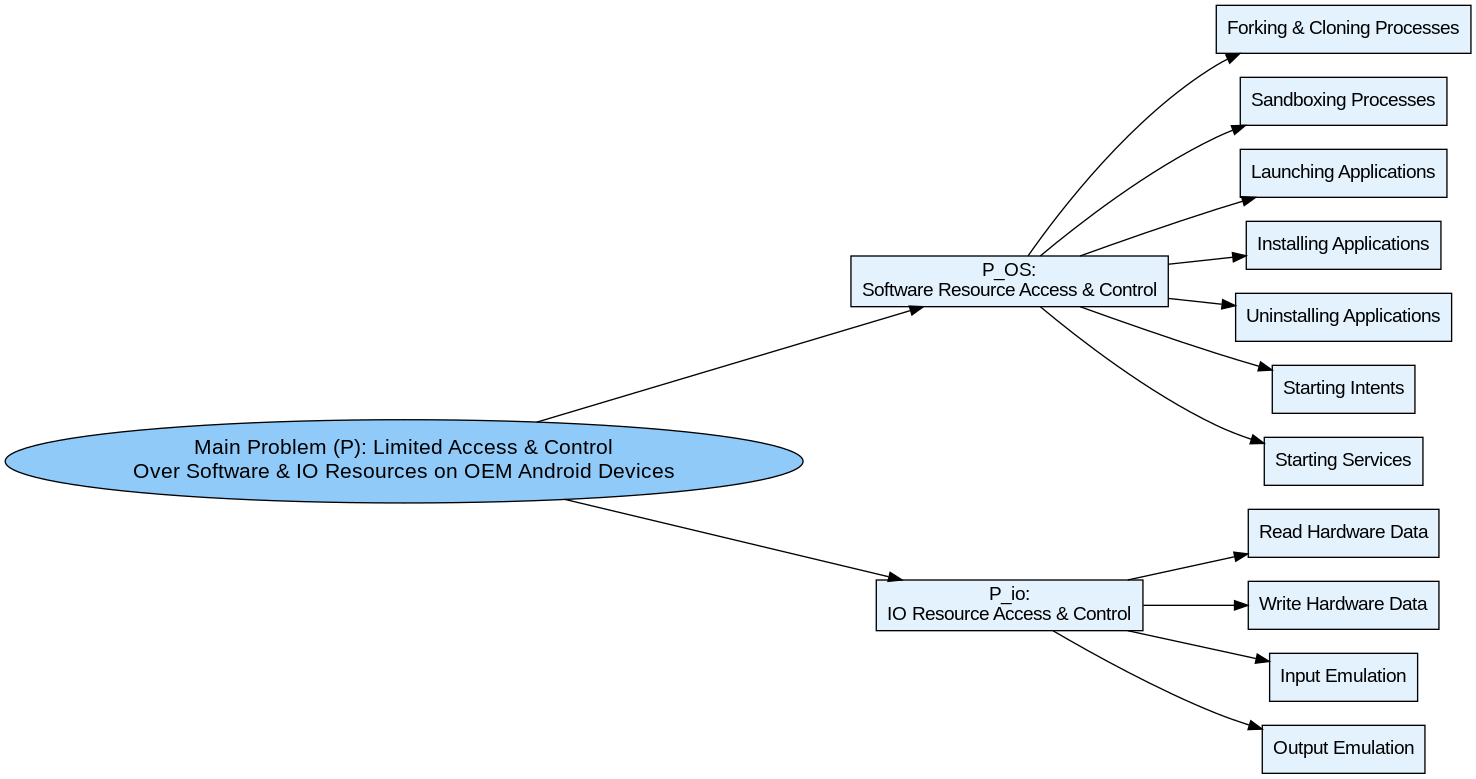 Forking & Cloning Processes
Sandboxing Processes
Launching Applications
Installing Applications
P_OS:
Software Resource Access & Control
Uninstalling Applications
Starting Intents
Main Problem (P): Limited Access & Control
Over Software & IO Resources on OEM Android Devices
Starting Services
Read Hardware Data
P_io:
IO Resource Access & Control
Write Hardware Data
Input Emulation
Output Emulation